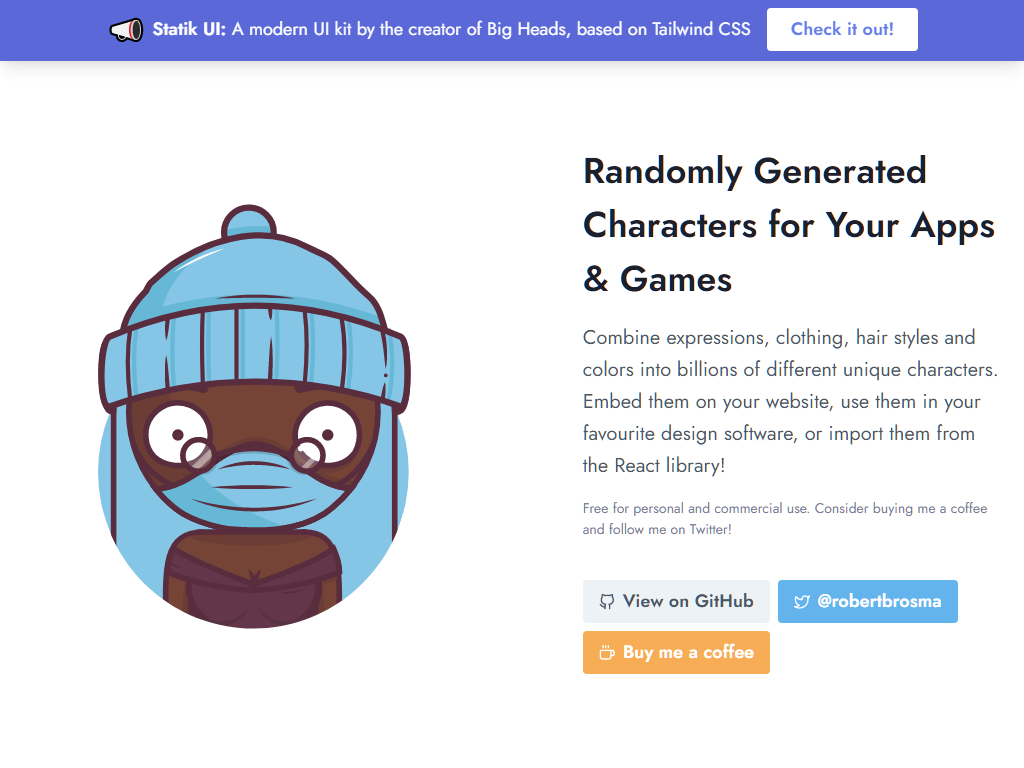 Statik UI: A modern UI kit by the creator of Big Heads, based on Tailwind CSS
Check it out!
Randomly Generated
Characters for Your Apps
& Games
Combine expressions, clothing, hair styles and
colors into billions of different unique characters.
Embed them on your website, use them in your
favourite design software, or import them from
the React library!
Free for personal and commercial use. Consider buying me a coffee
and follow me on Twitter!
View on GitHub
@robertbrosma
Buy me a coffee